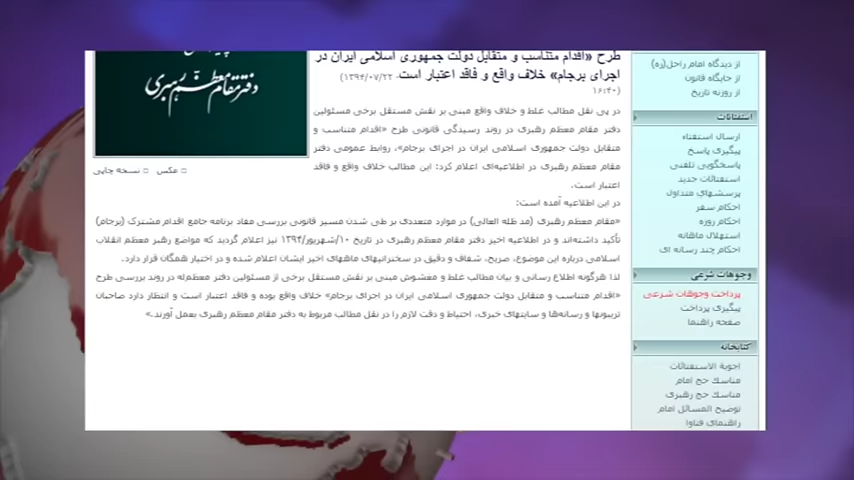 طرح «اقدام متناسب و متقابل دولت جمهوری اسلامی ایران در
اجرای برجام» خلاف واقع و فاقد اعتبار است. (۱۳۹۴/۰۷/۲۲ -
۱۶:۴۰)
در پی نقل مطالب غلط و خلاف واقع مبنی بر نقش مستقل برخی مسئولین
دفتر مقام معظم رهبری در روند رسیدگی قانونی طرح «اقدام متناسب و
متقابل دولت جمهوری اسلامی ایران در اجرای برجام»، روابط عمومی دفتر
مقام معظم رهبری در اطلاعیه‌ای اعلام کرد: این مطالب خلاف واقع و فاقد
اعتبار است.
در این اطلاعیه آمده است:
«مقام معظم رهبری (مد ظله العالی) در موارد متعددی بر طی شدن مسیر قانونی بررسی مفاد برنامه جامع اقدام مشترک (برجام)
تأکید داشته‌اند و در اطلاعیه اخیر دفتر مقام معظم رهبری در تاریخ ۱۰/شهریور/۱۳۹۴ نیز اعلام گردید که مواضع رهبر معظم انقلاب
اسلامی درباره این موضوع، صریح، شفاف و دقیق در سخنرانیهای ماههای اخیر ایشان اعلام شده و در اختیار همگان قرار دارد.
لذا هرگونه اطلاع رسانی و بیان مطالب غلط و مغشوش مبنی بر نقش مستقل برخی از مسئولین دفتر معظم‌له در روند بررسی طرح
«اقدام متناسب و متقابل دولت جمهوری اسلامی ایران در اجرای برجام» خلاف واقع بوده و فاقد اعتبار است و انتظار دارد صاحبان
تریبونها و رسانه‌ها و سایتهای خبری، احتیاط و دقت لازم را در نقل مطالب مربوط به دفتر مقام معظم رهبری بعمل آورند.»
دفتر مقام معظم رهبری
عکس
نسخه چاپی
از دیدگاه امام راحل(ره)
از جایگاه قانون
از روزنه تاریخ
استفتائات
ارسال استفتاء
پیگیری پاسخ
پاسخگویی تلفنی
استفتائات جدید
پرسشهای متداول
احکام سفر
احکام روزه
استهلال ماهانه
احکام چند رسانه ای
وجوهات شرعی
پرداخت وجوهات شرعی
پیگیری پرداخت
صفحه راهنما
کتابخانه
اجوبة الاستفتائات
مناسك حج امام
مناسك حج رهبری
توضیح المسائل امام
راهنمای فتاوا